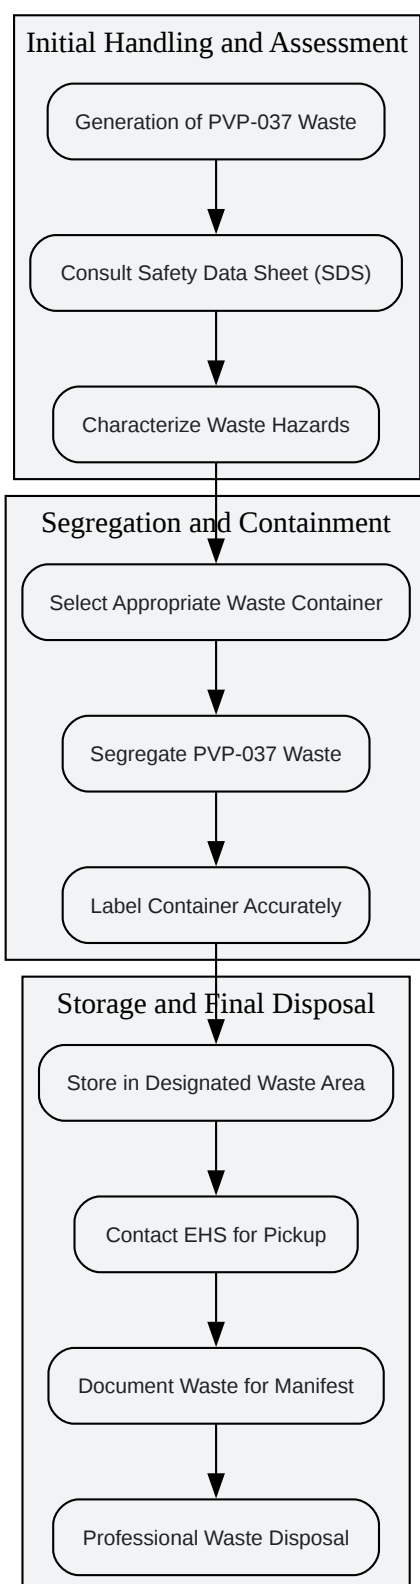 Initial Handling and Assessment
Generation of PVP-037 Waste
Consult Safety Data Sheet (SDS)
Characterize Waste Hazards
Segregation and Containment
Select Appropriate Waste Container
Segregate PVP-037 Waste
Label Container Accurately
Storage and Final Disposal
Store in Designated Waste Area
Contact EHS for Pickup
Document Waste for Manifest
Professional Waste Disposal